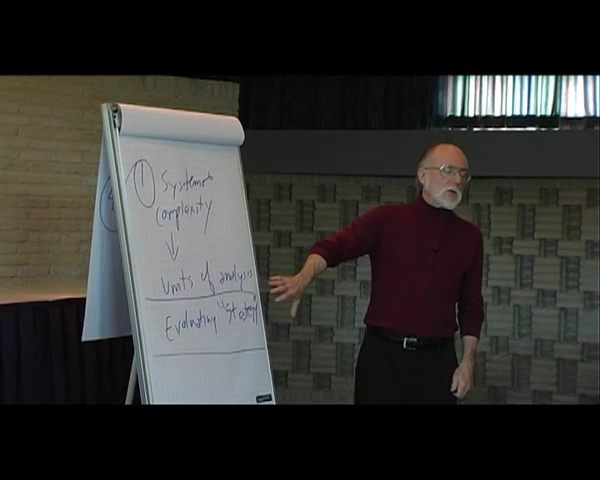 1 Systems
Complexity
↓
Units of analysis
Evaluating "Strategy"